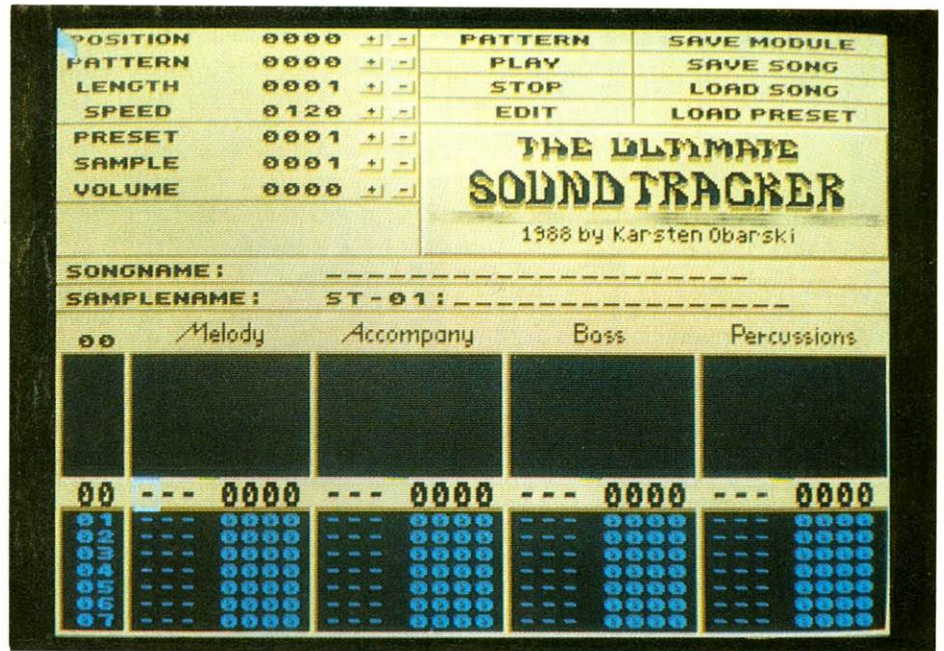 POSITION 0000 + - PATTERN SAVE MODULE
PATTERN 0000 + - PLAY SAVE SONG
LENGTH 0001 + - STOP LOAD SONG
SPEED 0120 + - EDIT LOAD PRESET
PRESET 0001 + -
SAMPLE 0001 + -
VOLUME 0000 + -
THE ULTIMATE
SOUNDTRACKER
1988 by Karsten Obarski
SONGNAME: ____________________
SAMPLENAME: ST-01:________________
00 Melody Accompany Bass Percussions
00 --- 0000 --- 0000 --- 0000 --- 0000
01 --- 0000 --- 0000 --- 0000 --- 0000
02 --- 0000 --- 0000 --- 0000 --- 0000
03 --- 0000 --- 0000 --- 0000 --- 0000
04 --- 0000 --- 0000 --- 0000 --- 0000
05 --- 0000 --- 0000 --- 0000 --- 0000
06 --- 0000 --- 0000 --- 0000 --- 0000
07 --- 0000 --- 0000 --- 0000 --- 0000